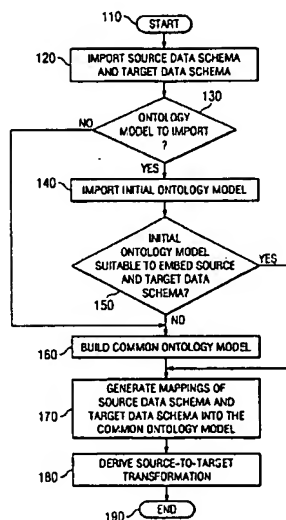 110
START
120
IMPORT SOURCE DATA SCHEMA
AND TARGET DATA SCHEMA
130
NO
ONTOLOGY
MODEL TO IMPORT
?
YES
140
IMPORT INITIAL ONTOLOGY MODEL
INITIAL
ONTOLOGY MODEL
SUITABLE TO EMBED SOURCE
AND TARGET DATA
SCHEMA?
YES
150
NO
160
BUILD COMMON ONTOLOGY MODEL
170
GENERATE MAPPINGS OF
SOURCE DATA SCHEMA AND
TARGET DATA SCHEMA INTO THE
COMMON ONTOLOGY MODEL
180
DERIVE SOURCE-TO-TARGET
TRANSFORMATION
190
END